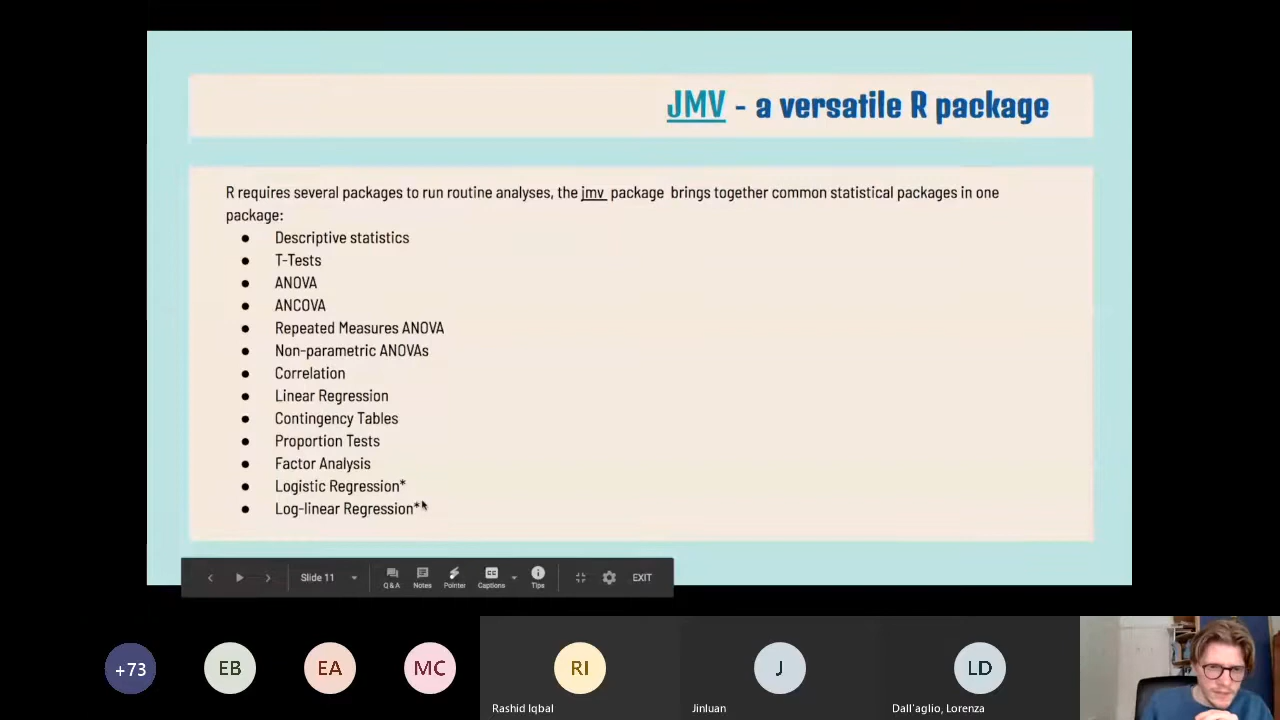 JMV - a versatile R package
R requires several packages to run routine analyses, the jmv package brings together common statistical packages in one
package:
● Descriptive statistics
● T-Tests
● ANOVA
● ANCOVA
● Repeated Measures ANOVA
● Non-parametric ANOVAs
● Correlation
● Linear Regression
● Contingency Tables
● Proportion Tests
● Factor Analysis
● Logistic Regression*
● Log-linear Regression*
Slide 11
Q&A Notes Pointer Captions Tips EXIT
+73 EB EA MC RI J LD
Rashid Iqbal Jinluan Dall'aglio, Lorenza